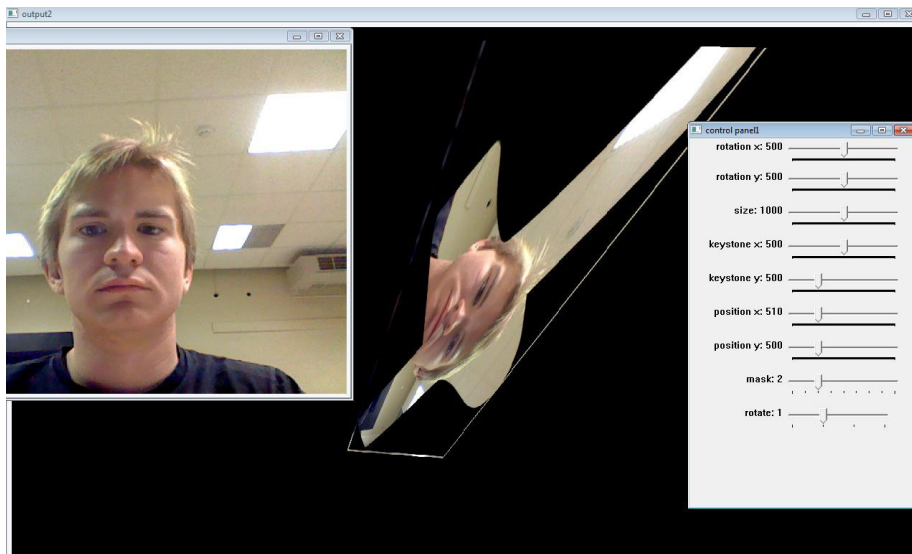 output2
control panel1
rotation x: 500
rotation y: 500
size: 1000
keystone x: 500
keystone y: 500
position x: 510
position y: 500
mask: 2
rotate: 1